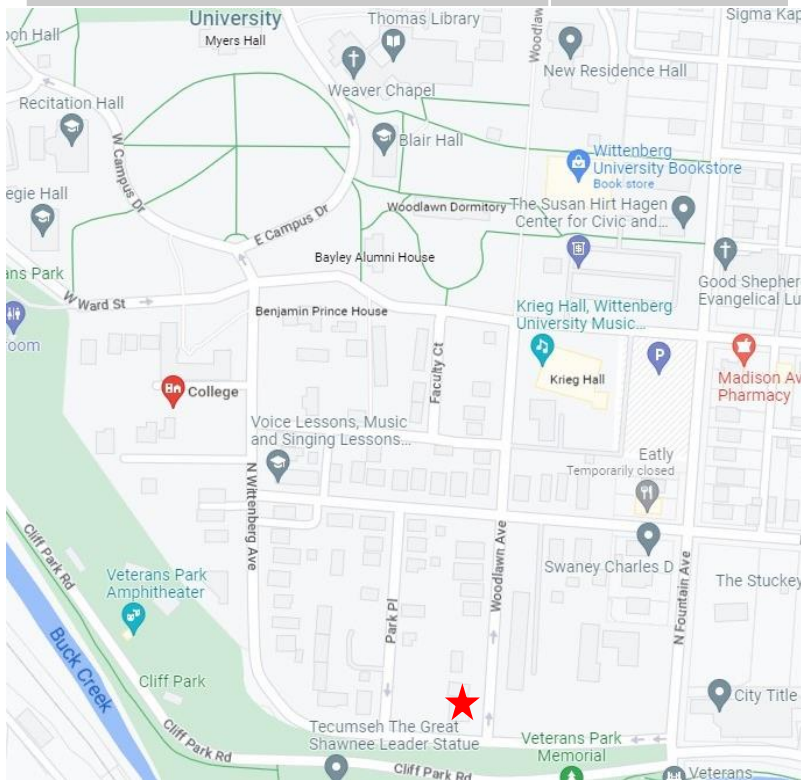 University
Myers Hall
Thomas Library
Woodlawn
Sigma Kap
och Hall
Weaver Chapel
New Residence Hall
Recitation Hall
Blair Hall
W Campus Dr
Wittenberg
University Bookstore
Book store
egie Hall
Woodlawn Dormitory
The Susan Hirt Hagen
Center for Civic and...
E Campus Dr
Bayley Alumni House
ans Park
Good Shepher
Evangelical Lu
W Ward St
Benjamin Prince House
Krieg Hall, Wittenberg
University Music...
oom
Faculty Ct
P
Krieg Hall
Madison Av
Pharmacy
College
Voice Lessons, Music
and Singing Lessons...
Eatly
Temporarily closed
N Wittenberg Ave
Cliff Park Rd
Woodlawn Ave
Swaney Charles D
N Fountain Ave
Veterans Park
Amphitheater
The Stuckey
Park Pl
Buck Creek
Cliff Park
City Title
Tecumseh The Great
Shawnee Leader Statue
Cliff Park Rd
Veterans Park
Memorial
Cliff Park Rd
Veterans